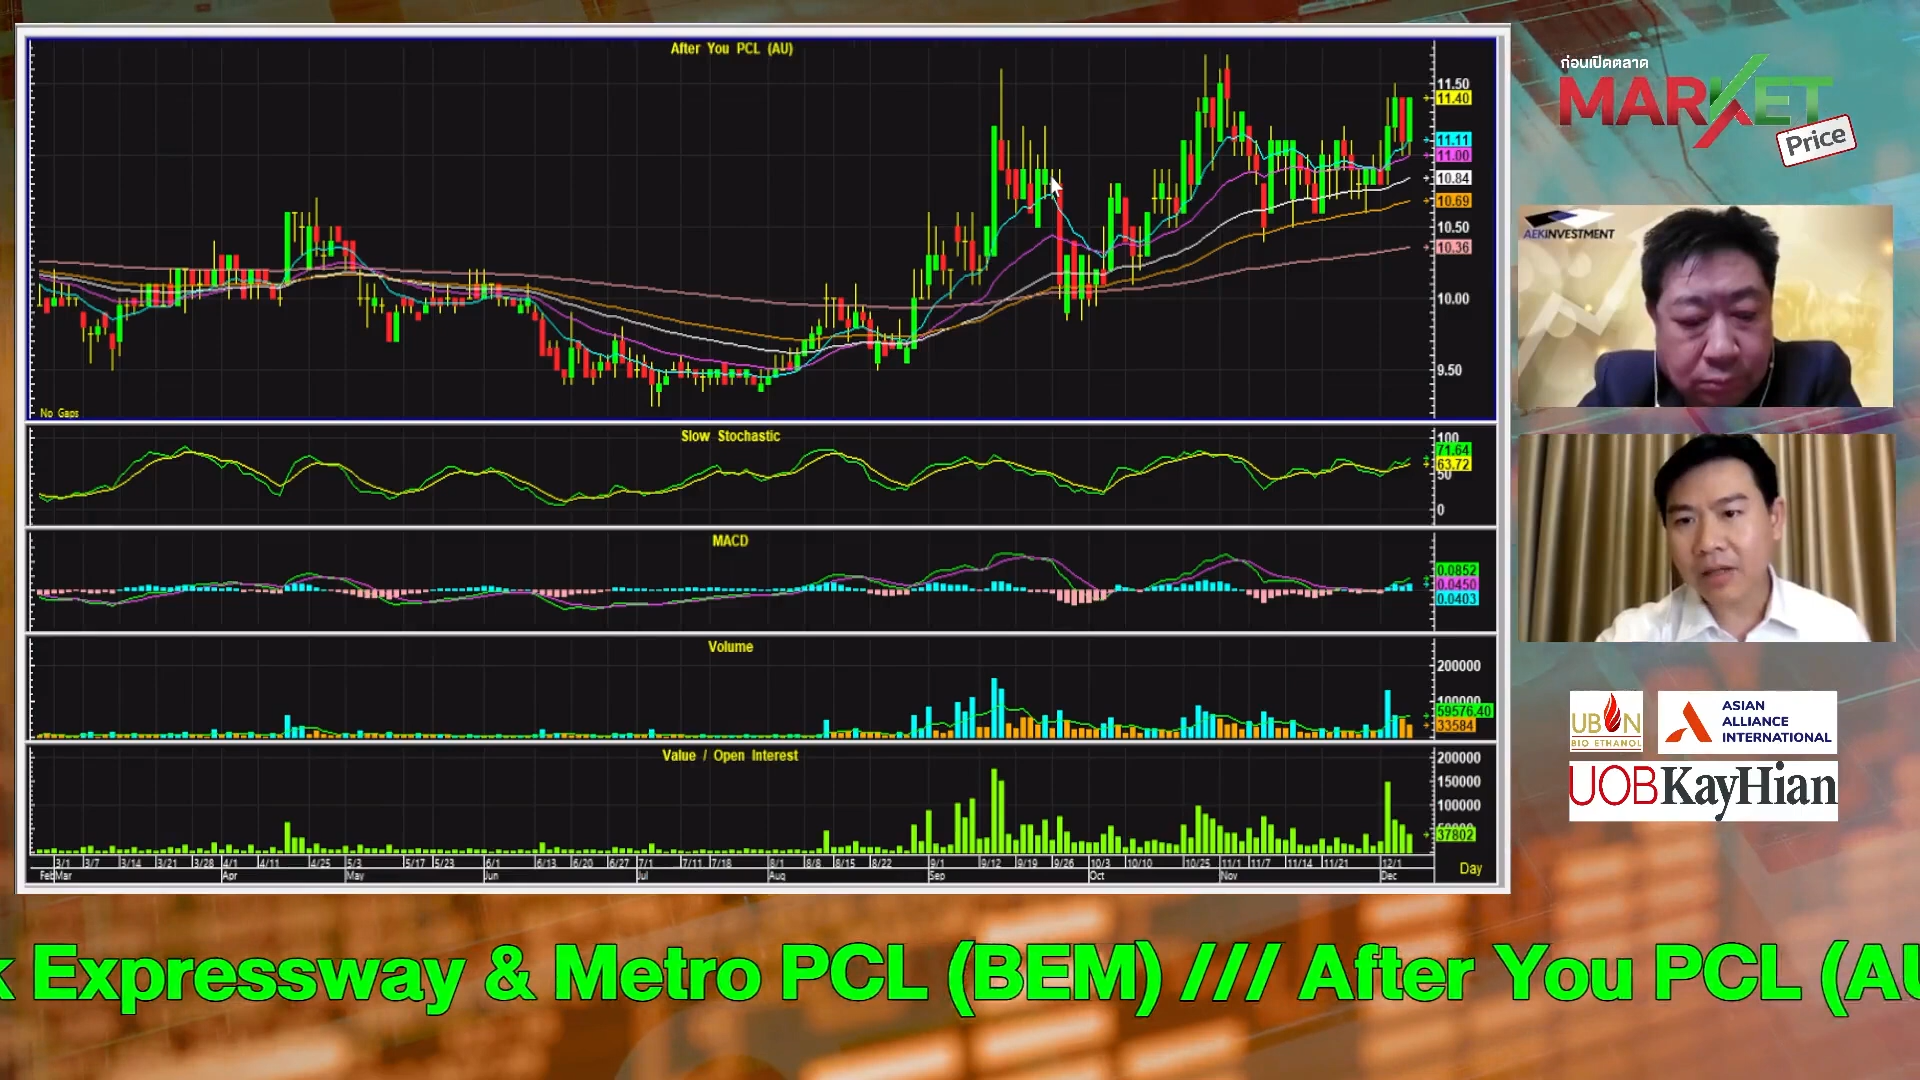 After You PCL (AU)
11.50
11.40
11.11
11.00
10.84
10.69
10.50
10.36
10.00
9.50
No Gaps
Slow Stochastic
100
71.64
63.72
50
0
MACD
0.0852
0.0450
0.0403
Volume
200000
100000
59576.40
33584
Value / Open Interest
200000
150000
100000
37802
3/1 3/7 3/14 3/21 3/28 4/1 4/11 4/25 5/3 5/17 5/23 6/1 6/13 6/20 6/27 7/1 7/11 7/18 8/1 8/8 8/15 8/22 9/1 9/12 9/19 9/26 10/3 10/10 10/25 11/1 11/7 11/14 11/21 12/1
Feb Mar Apr May Jun Jul Aug Sep Oct Nov Dec
Day
ก่อนเปิดตลาด
MARKET
Price
AEKINVESTMENT
UBON
BIO ETHANOL
ASIAN
ALLIANCE
INTERNATIONAL
UOBKayHian
k Expressway & Metro PCL (BEM) /// After You PCL (AU